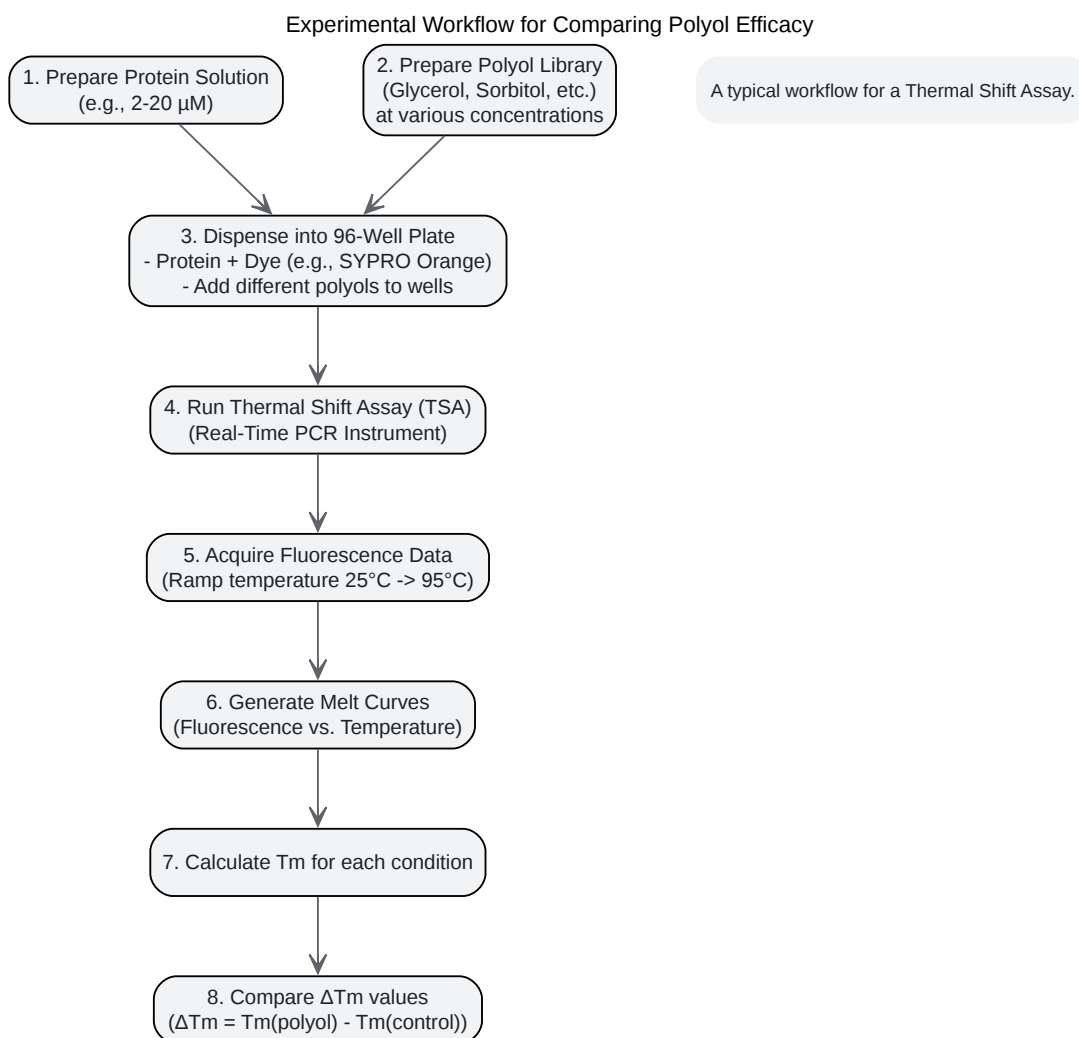 Experimental Workflow for Comparing Polyol Efficacy
1. Prepare Protein Solution
(e.g., 2-20 µM)
2. Prepare Polyol Library
(Glycerol, Sorbitol, etc.)
at various concentrations
A typical workflow for a Thermal Shift Assay.
3. Dispense into 96-Well Plate
- Protein + Dye (e.g., SYPRO Orange)
- Add different polyols to wells
4. Run Thermal Shift Assay (TSA)
(Real-Time PCR Instrument)
5. Acquire Fluorescence Data
(Ramp temperature 25°C -> 95°C)
6. Generate Melt Curves
(Fluorescence vs. Temperature)
7. Calculate Tm for each condition
8. Compare ΔTm values
(ΔTm = Tm(polyol) - Tm(control))